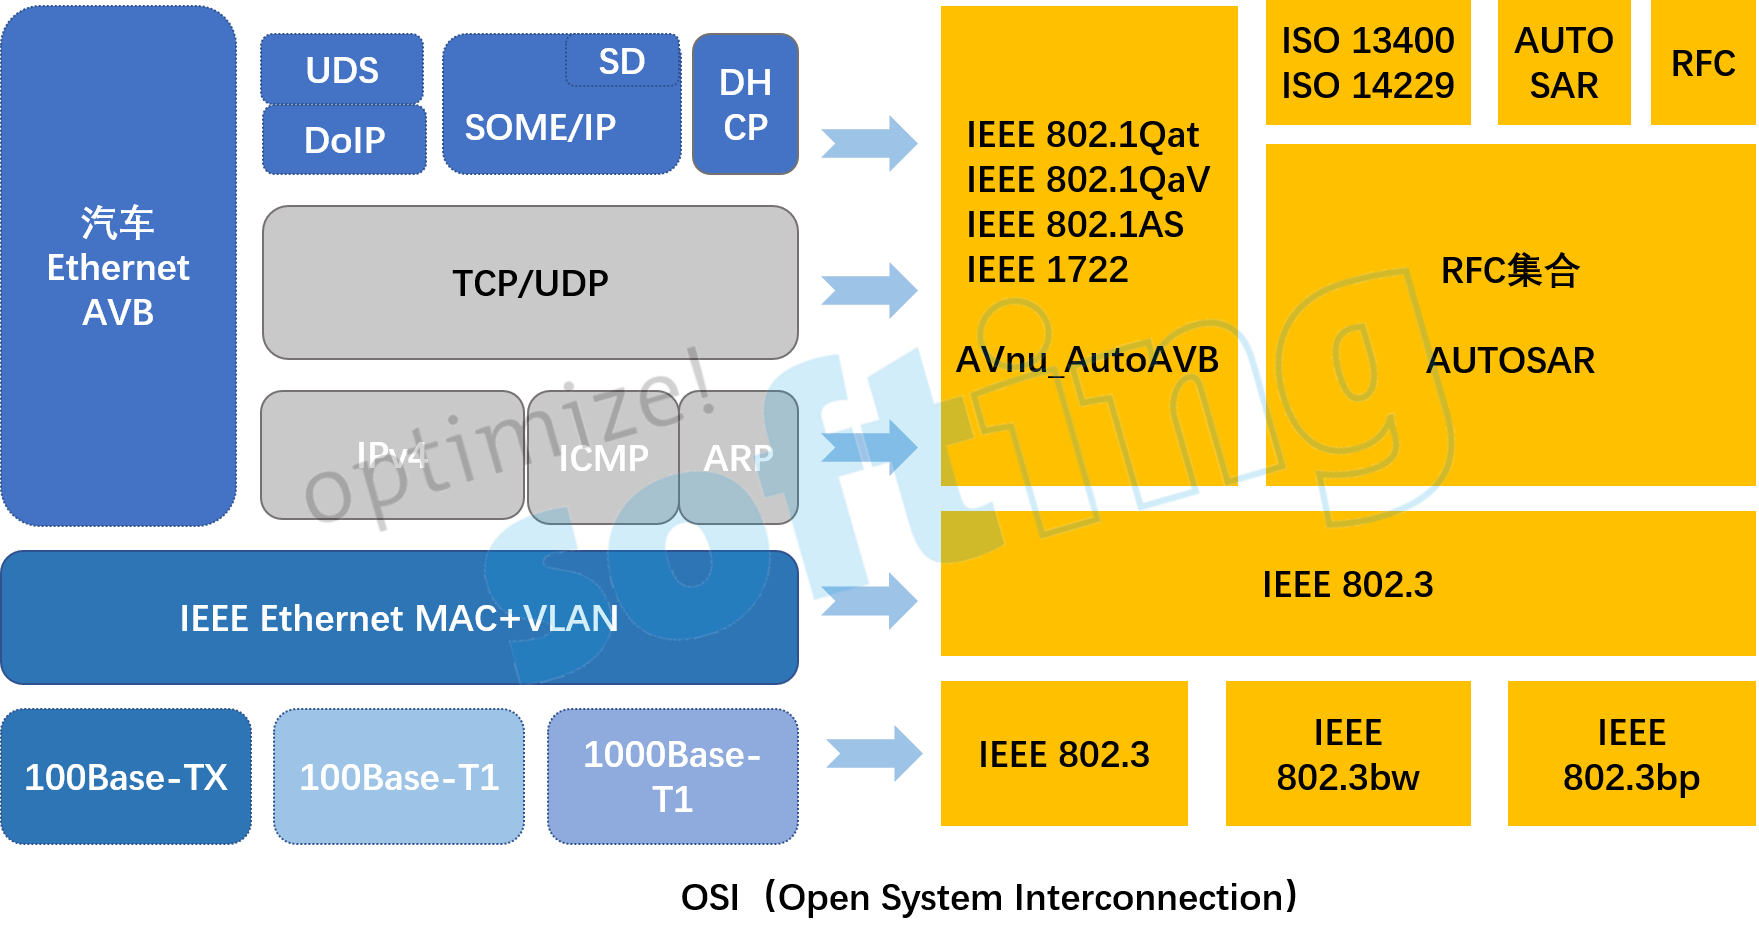 汽车
Ethernet
AVB
UDS
DoIP
SD
SOME/IP
DH
CP
TCP/UDP
IPv4
ICMP
ARP
IEEE Ethernet MAC+VLAN
100Base-TX
100Base-T1
1000Base-
T1
IEEE 802.1Qat
IEEE 802.1QaV
IEEE 802.1AS
IEEE 1722
AVnu_AutoAVB
ISO 13400
ISO 14229
AUTO
SAR
RFC
RFC集合
AUTOSAR
IEEE 802.3
IEEE 802.3
IEEE
802.3bw
IEEE
802.3bp
optimize!
softing
OSI（Open System Interconnection）